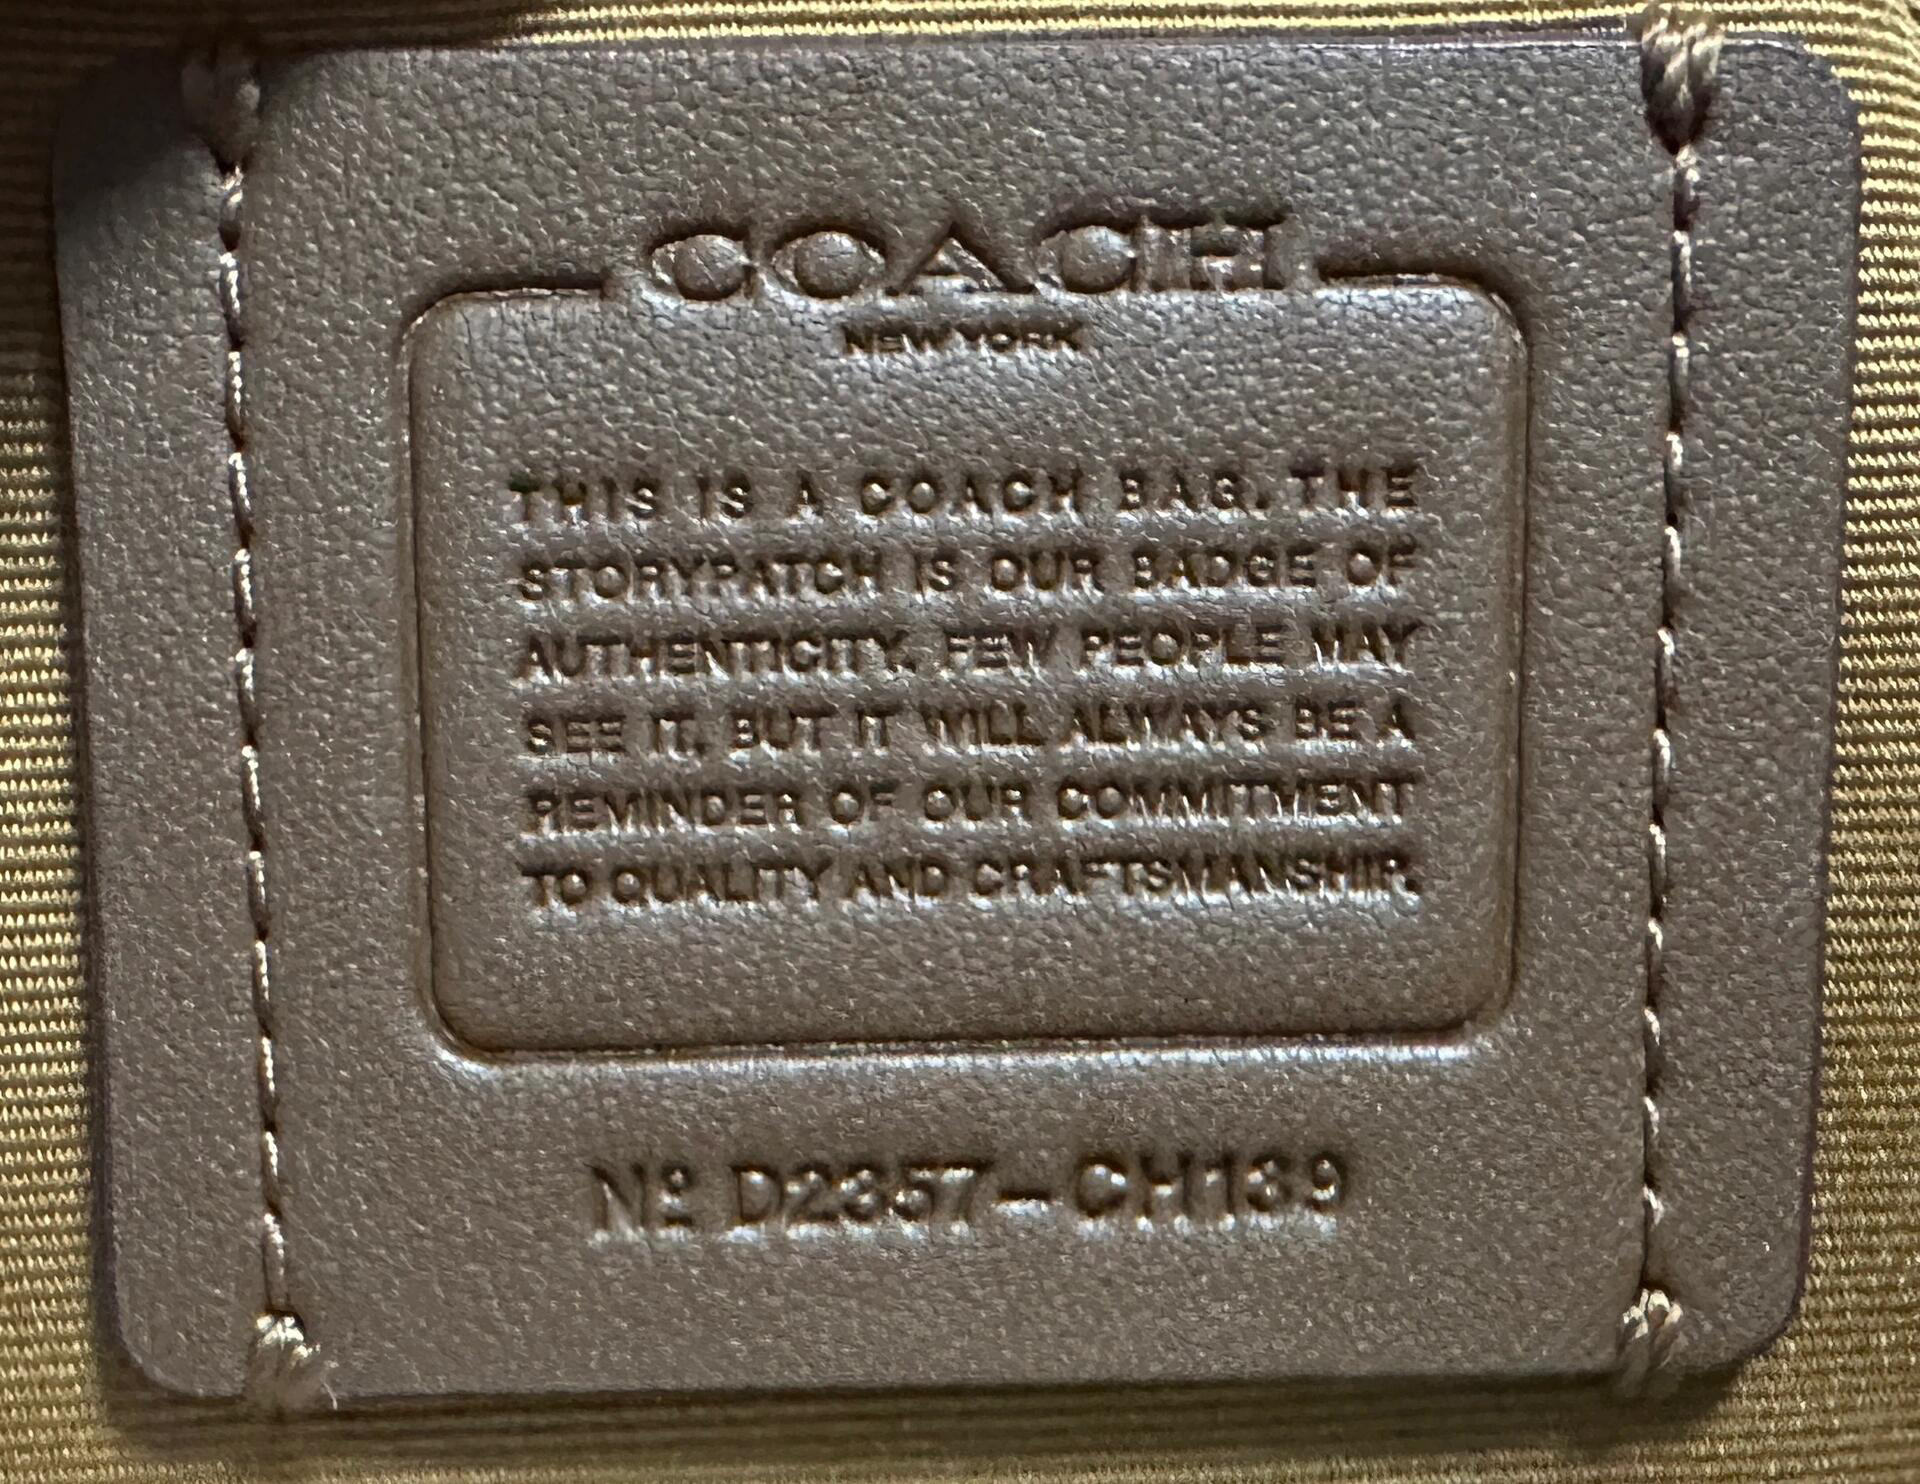 COACH
NEW YORK
THIS IS A COACH BAG. THE
STORYPATCH IS OUR BADGE OF
AUTHENTICITY. FEW PEOPLE MAY
SEE IT. BUT IT WILL ALWAYS BE A
REMINDER OF OUR COMMITMENT
TO QUALITY AND CRAFTSMANSHIP.
Nº D2357-CH139